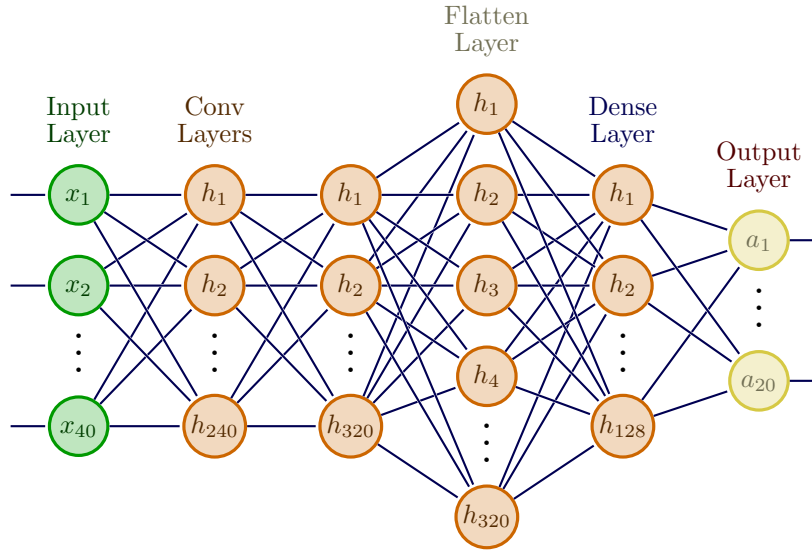 Flatten
Layer
Input
Layer
Conv
Layers
Dense
Layer
Output
Layer
x1
x2
x40
h1
h2
h240
h1
h2
h320
h1
h2
h3
h4
h320
h1
h2
h128
a1
a20